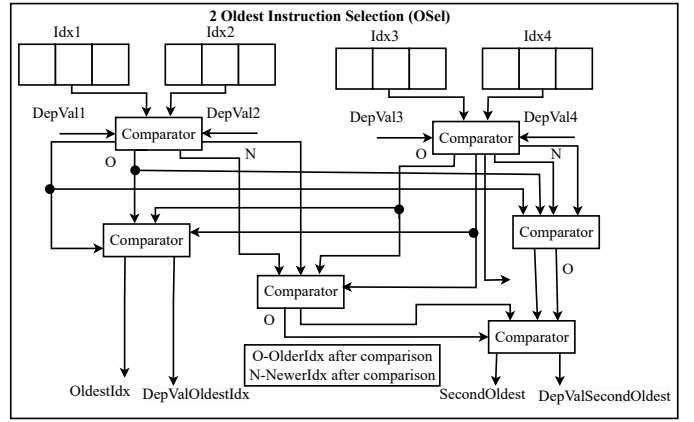 2 Oldest Instruction Selection (OSel)
Idx1
Idx2
Idx3
Idx4
DepVal1
DepVal2
DepVal3
DepVal4
Comparator
Comparator
O
N
O
N
Comparator
Comparator
O
Comparator
O
Comparator
O-OlderIdx after comparison
N-NewerIdx after comparison
OldestIdx
DepValOldestIdx
SecondOldest
DepValSecondOldest